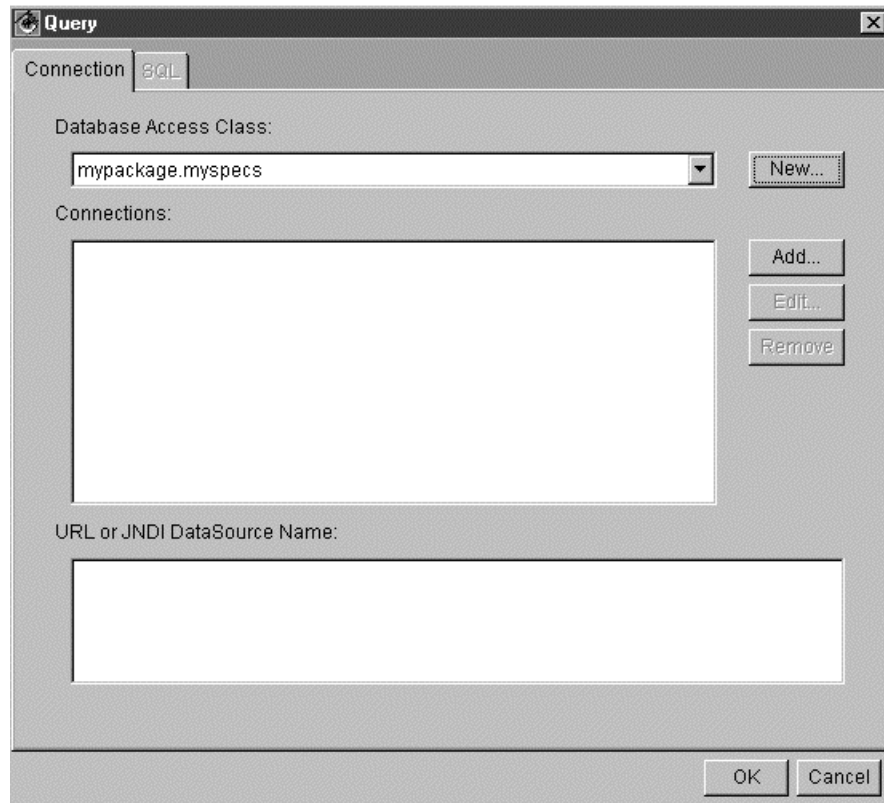 Query
Connection SQL
Database Access Class:
mypackage.myspecs New...
Connections:
Add...
Edit...
Remove
URL or JNDI DataSource Name:
OK Cancel